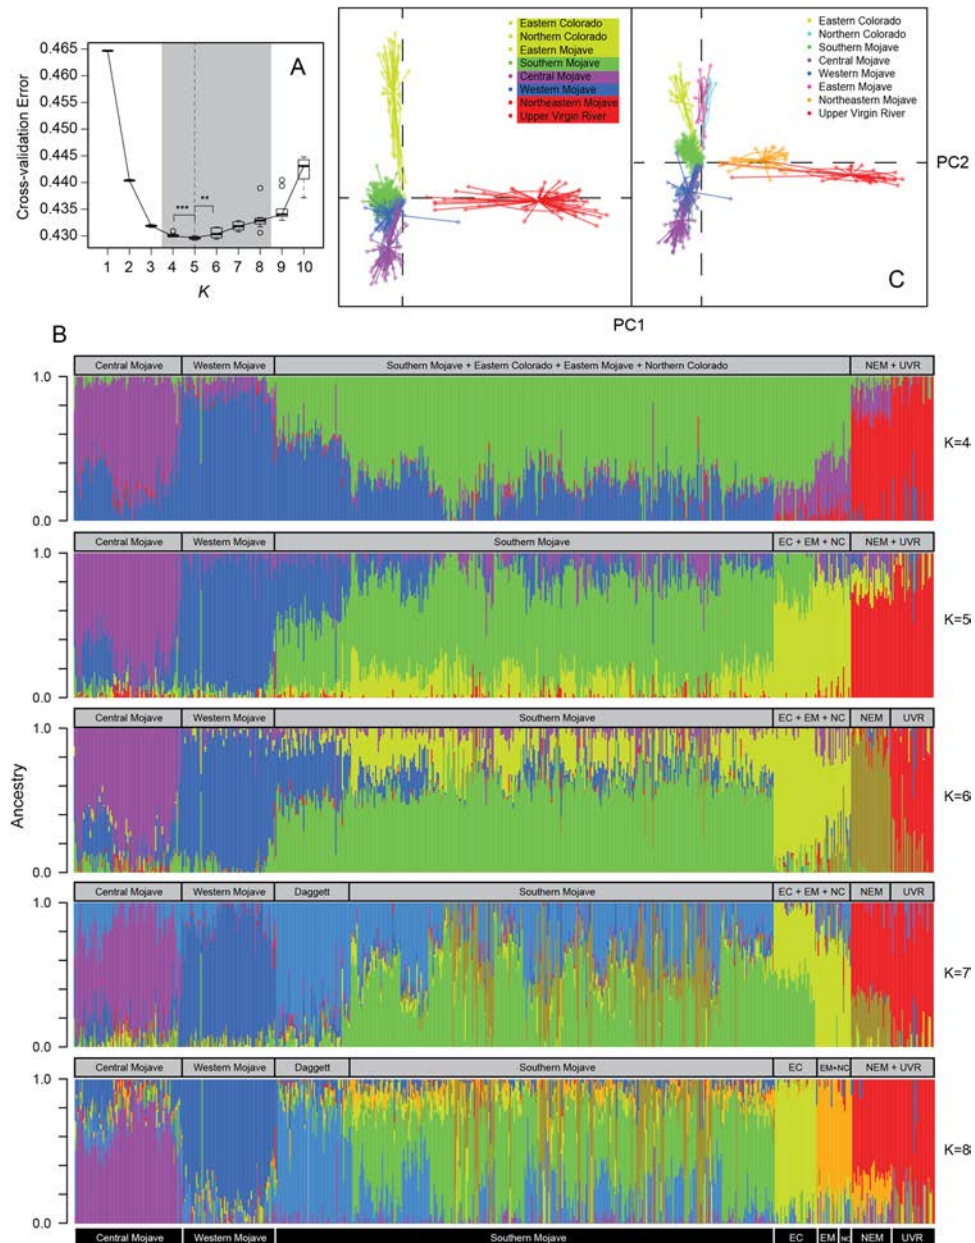 A
0.465
0.460
0.455
0.450
0.445
0.440
0.435
0.430
Cross-validation Error
***
**
1 2 3 4 5 6 7 8 9 10
K
Eastern Colorado
Northern Colorado
Eastern Mojave
Southern Mojave
Central Mojave
Western Mojave
Northeastern Mojave
Upper Virgin River
Eastern Colorado
Northern Colorado
Southern Mojave
Central Mojave
Western Mojave
Eastern Mojave
Northeastern Mojave
Upper Virgin River
PC2
C
PC1
B
Central Mojave Western Mojave Southern Mojave + Eastern Colorado + Eastern Mojave + Northern Colorado NEM + UVR
1.0
K=4
0.0
Central Mojave Western Mojave Southern Mojave EC + EM + NC NEM + UVR
1.0
K=5
0.0
Central Mojave Western Mojave Southern Mojave EC + EM + NC NEM UVR
1.0
K=6
0.0
Ancestry
Central Mojave Western Mojave Daggett Southern Mojave EC + EM + NC NEM UVR
1.0
K=7
0.0
Central Mojave Western Mojave Daggett Southern Mojave EC EM+NC NEM + UVR
1.0
K=8
0.0
Central Mojave Western Mojave Southern Mojave EC EM NC NEM UVR